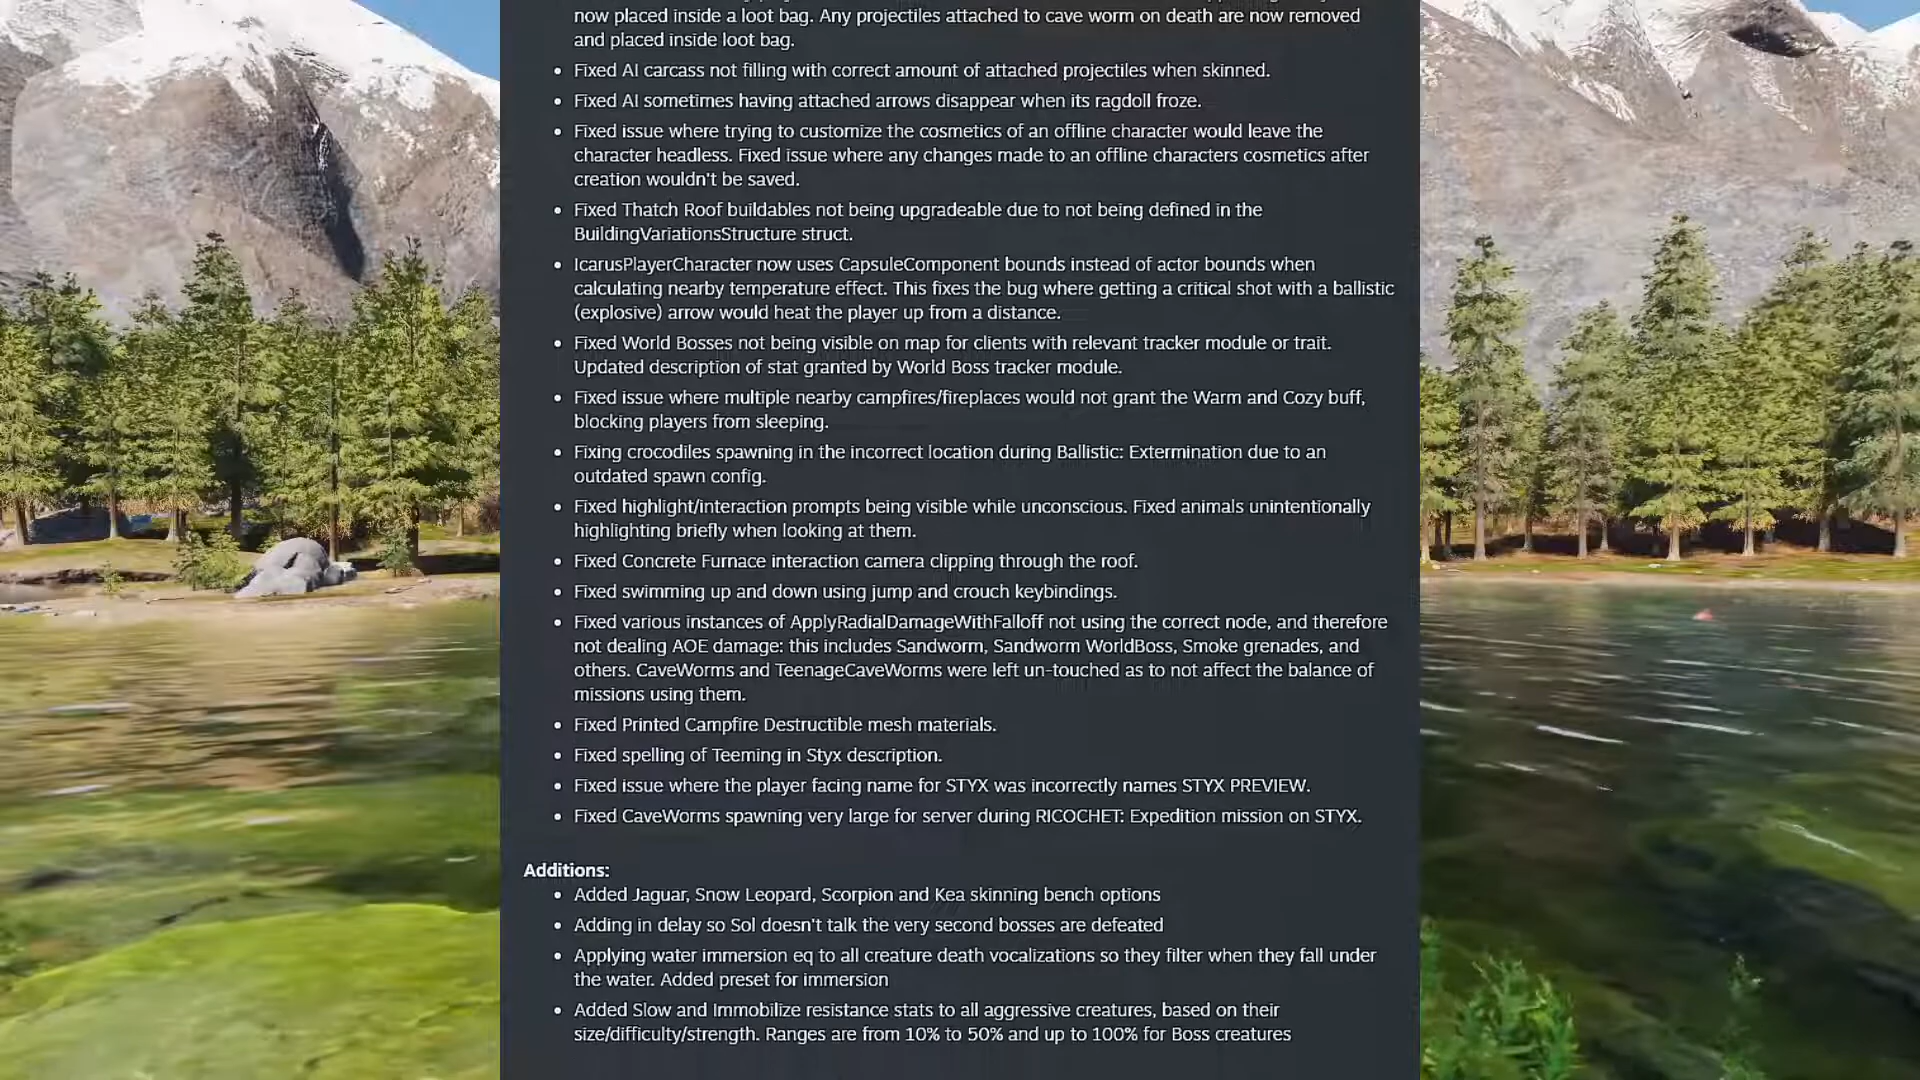 now placed inside a loot bag. Any projectiles attached to cave worm on death are now removed
and placed inside loot bag.
• Fixed AI carcass not filling with correct amount of attached projectiles when skinned.
• Fixed AI sometimes having attached arrows disappear when its ragdoll froze.
• Fixed issue where trying to customize the cosmetics of an offline character would leave the
character headless. Fixed issue where any changes made to an offline characters cosmetics after
creation wouldn't be saved.
• Fixed Thatch Roof buildables not being upgradeable due to not being defined in the
BuildingVariationsStructure struct.
• IcarusPlayerCharacter now uses CapsuleComponent bounds instead of actor bounds when
calculating nearby temperature effect. This fixes the bug where getting a critical shot with a ballistic
(explosive) arrow would heat the player up from a distance.
• Fixed World Bosses not being visible on map for clients with relevant tracker module or trait.
Updated description of stat granted by World Boss tracker module.
• Fixed issue where multiple nearby campfires/fireplaces would not grant the Warm and Cozy buff,
blocking players from sleeping.
• Fixing crocodiles spawning in the incorrect location during Ballistic: Extermination due to an
outdated spawn config.
• Fixed highlight/interaction prompts being visible while unconscious. Fixed animals unintentionally
highlighting briefly when looking at them.
• Fixed Concrete Furnace interaction camera clipping through the roof.
• Fixed swimming up and down using jump and crouch keybindings.
• Fixed various instances of ApplyRadialDamageWithFalloff not using the correct node, and therefore
not dealing AOE damage: this includes Sandworm, Sandworm WorldBoss, Smoke grenades, and
others. CaveWorms and TeenageCaveWorms were left un-touched as to not affect the balance of
missions using them.
• Fixed Printed Campfire Destructible mesh materials.
• Fixed spelling of Teeming in Styx description.
• Fixed issue where the player facing name for STYX was incorrectly names STYX PREVIEW.
• Fixed CaveWorms spawning very large for server during RICOCHET: Expedition mission on STYX.
Additions:
• Added Jaguar, Snow Leopard, Scorpion and Kea skinning bench options
• Adding in delay so Sol doesn't talk the very second bosses are defeated
• Applying water immersion eq to all creature death vocalizations so they filter when they fall under
the water. Added preset for immersion
• Added Slow and Immobilize resistance stats to all aggressive creatures, based on their
size/difficulty/strength. Ranges are from 10% to 50% and up to 100% for Boss creatures